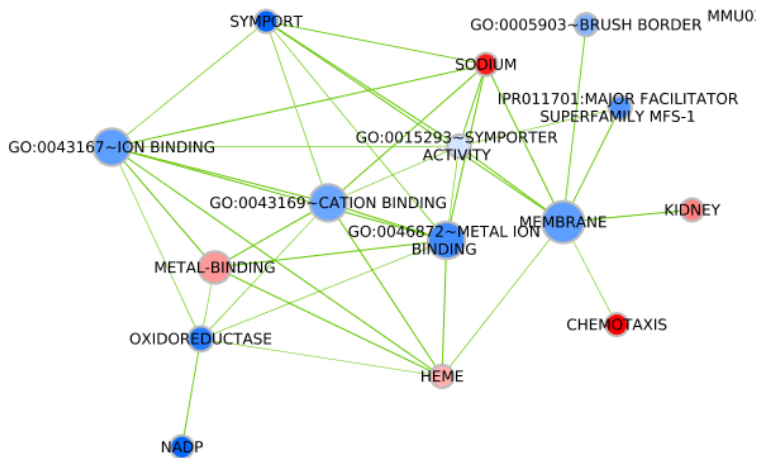 SYMPORT
GO:0005903~BRUSH BORDER
SODIUM
IPR011701:MAJOR FACILITATOR
SUPERFAMILY MFS-1
GO:0043167~ION BINDING
GO:0015293~SYMPORTER
ACTIVITY
GO:0043169~CATION BINDING
GO:0046872~METAL ION
BINDING
MEMBRANE
KIDNEY
METAL-BINDING
OXIDOREDUCTASE
CHEMOTAXIS
HEME
NADP